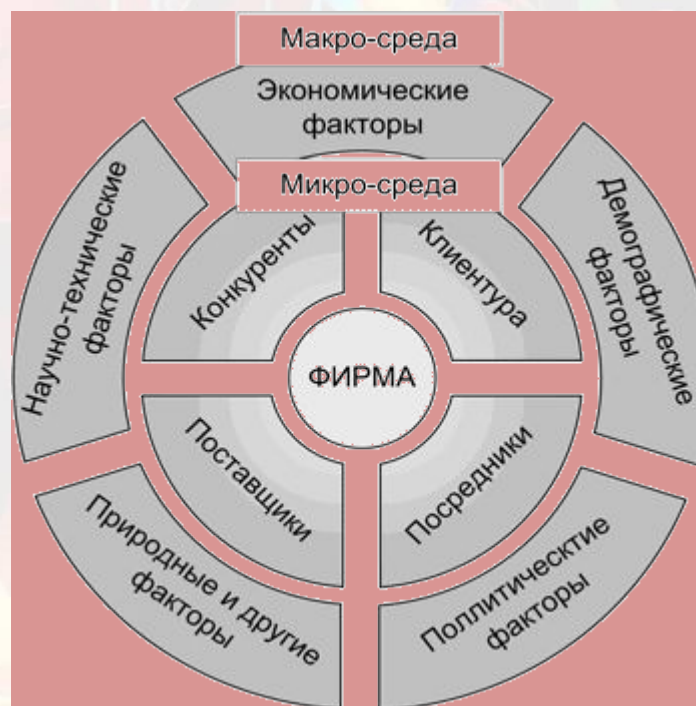 Макро-среда
Экономические
факторы
Микро-среда
Научно-технические
факторы
Демографические
факторы
Конкуренты
Клиентура
ФИРМА
Поставщики
Посредники
Природные и другие
факторы
Поллитическтие
факторы